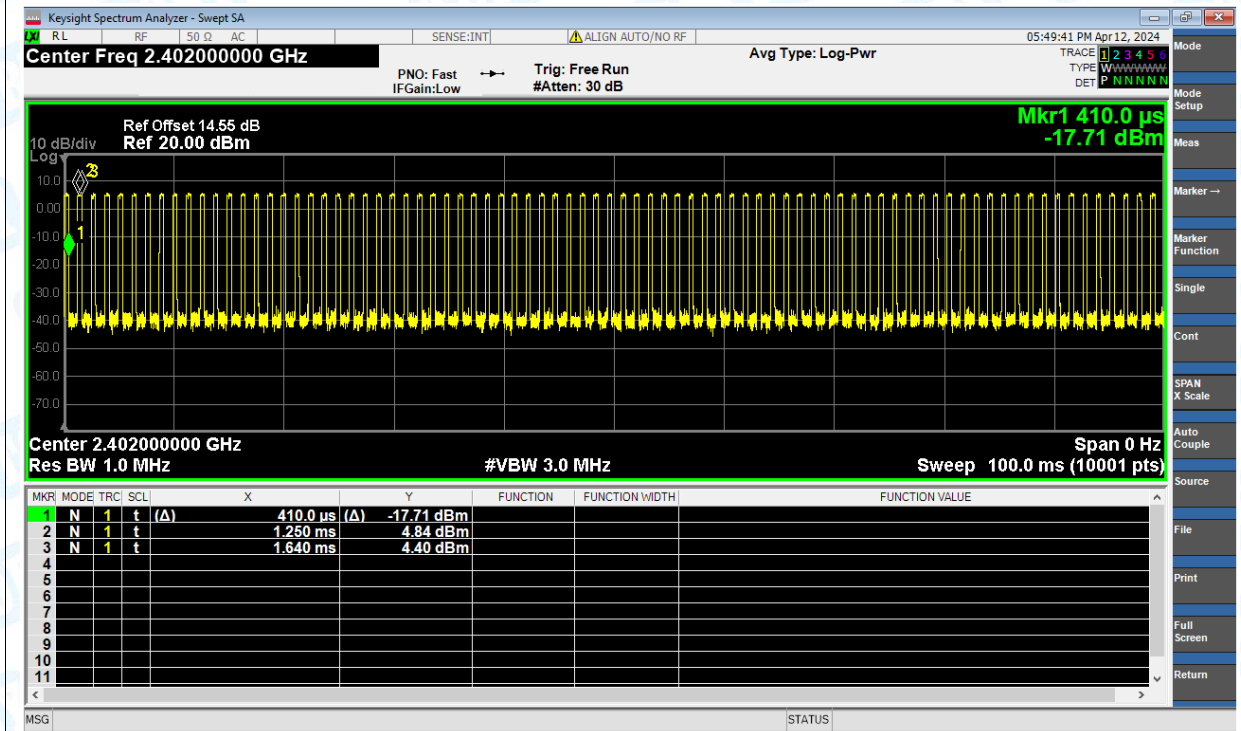 Keysight Spectrum Analyzer - Swept SA
LXI RL RF 50 Ω AC SENSE:INT ALIGN AUTO/NO RF 05:49:41 PM Apr 12, 2024
Center Freq 2.402000000 GHz
Avg Type: Log-Pwr
TRACE 1 2 3 4 5 6
TYPE WWWWWW
DET P N N N N N
PNO: Fast
IFGain:Low
Trig: Free Run
#Atten: 30 dB
Mkr1 410.0 µs
-17.71 dBm
Ref Offset 14.55 dB
10 dB/div Ref 20.00 dBm
Log
10.0
0.00
-10.0
-20.0
-30.0
-40.0
-50.0
-60.0
-70.0
2 3
1
Center 2.402000000 GHz Span 0 Hz
Res BW 1.0 MHz #VBW 3.0 MHz Sweep 100.0 ms (10001 pts)
MKR MODE TRC SCL X Y FUNCTION FUNCTION WIDTH FUNCTION VALUE
1 N 1 t (Δ) 410.0 µs (Δ) -17.71 dBm
2 N 1 t 1.250 ms 4.84 dBm
3 N 1 t 1.640 ms 4.40 dBm
4
5
6
7
8
9
10
11
MSG STATUS
Mode
Mode Setup
Meas
Marker →
Marker Function
Single
Cont
SPAN X Scale
Auto Couple
Source
File
Print
Full Screen
Return